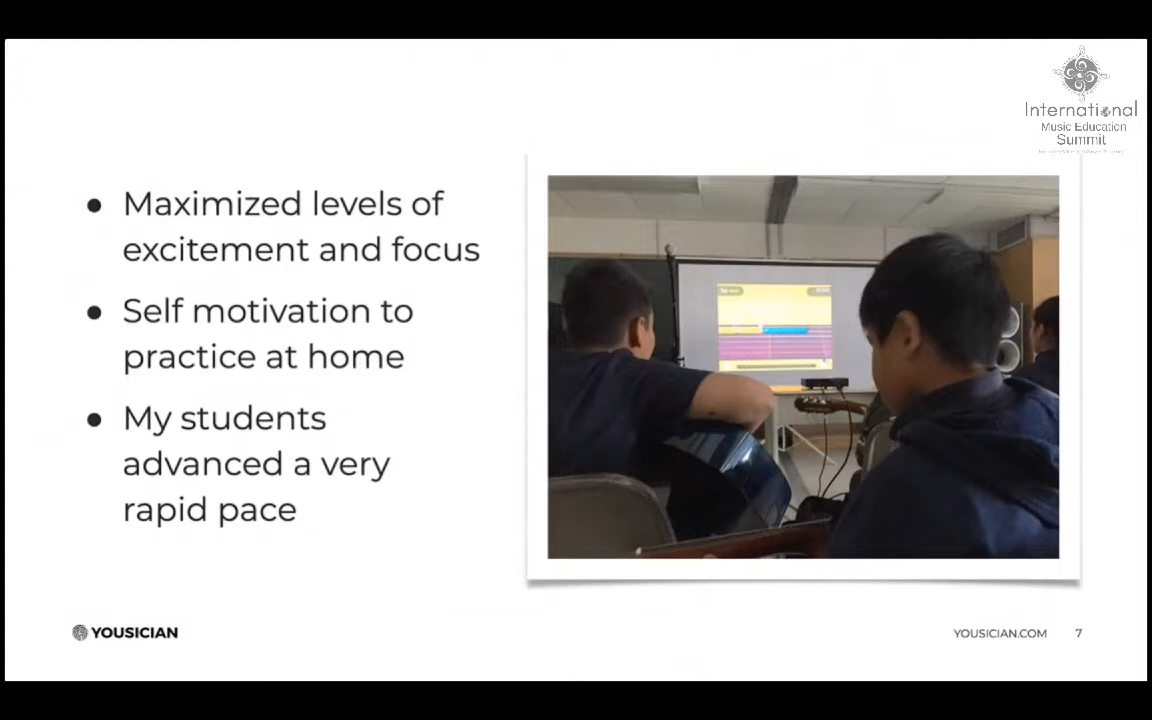 International
Music Education
Summit
● Maximized levels of
excitement and focus
● Self motivation to
practice at home
● My students
advanced a very
rapid pace
YOUSICIAN
YOUSICIAN.COM 7